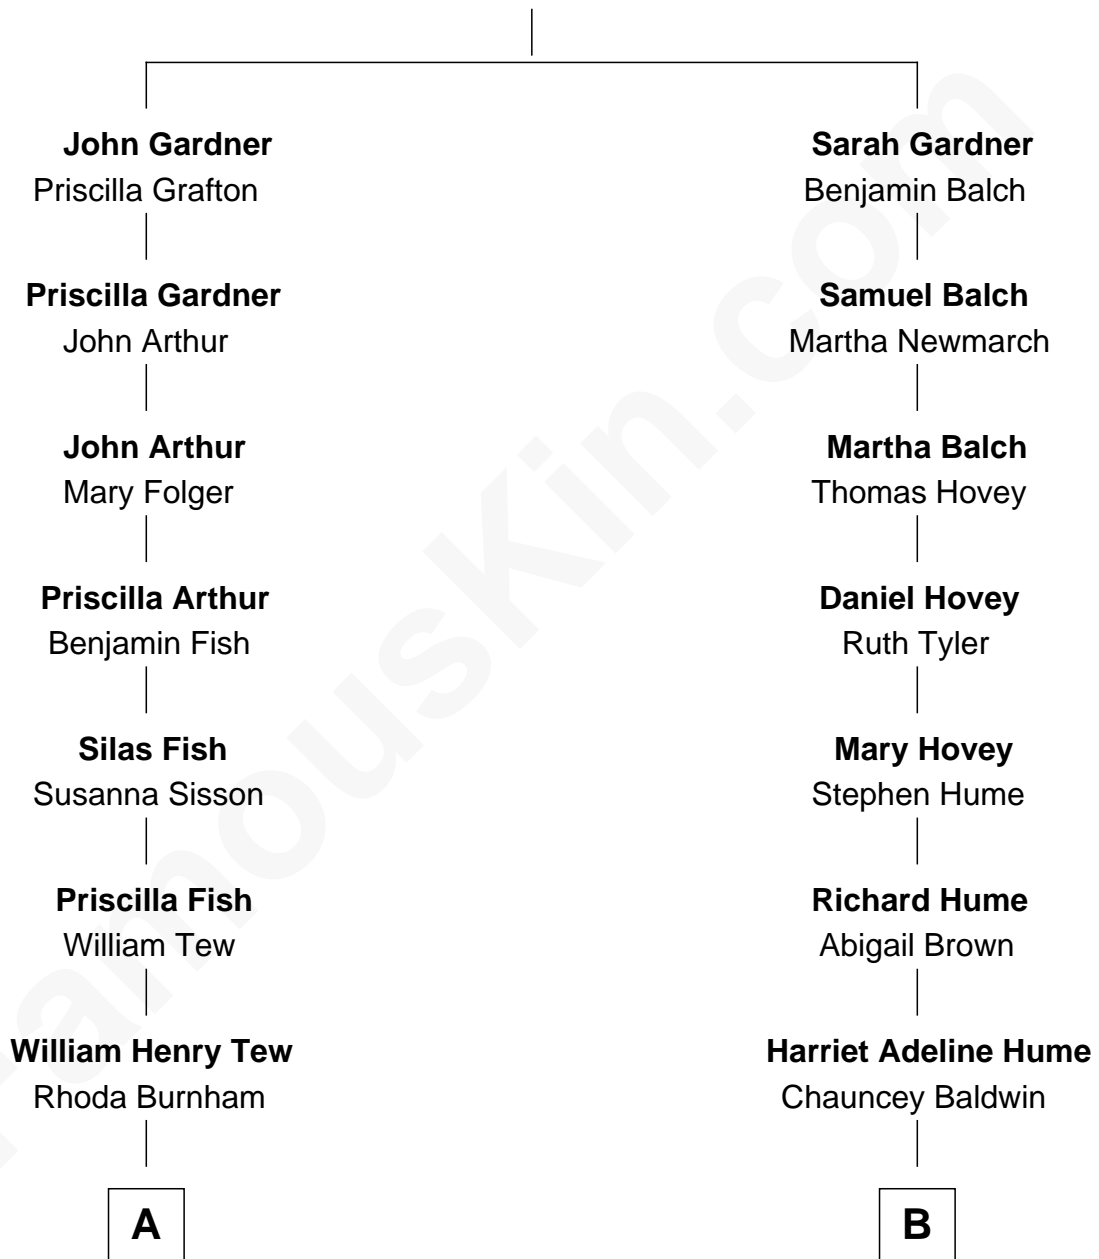 John Gardner
Priscilla Grafton
Priscilla Gardner
John Arthur
John Arthur
Mary Folger
Priscilla Arthur
Benjamin Fish
Silas Fish
Susanna Sisson
Priscilla Fish
William Tew
William Henry Tew
Rhoda Burnham
A
Sarah Gardner
Benjamin Balch
Samuel Balch
Martha Newmarch
Martha Balch
Thomas Hovey
Daniel Hovey
Ruth Tyler
Mary Hovey
Stephen Hume
Richard Hume
Abigail Brown
Harriet Adeline Hume
Chauncey Baldwin
B
FamousKin.com